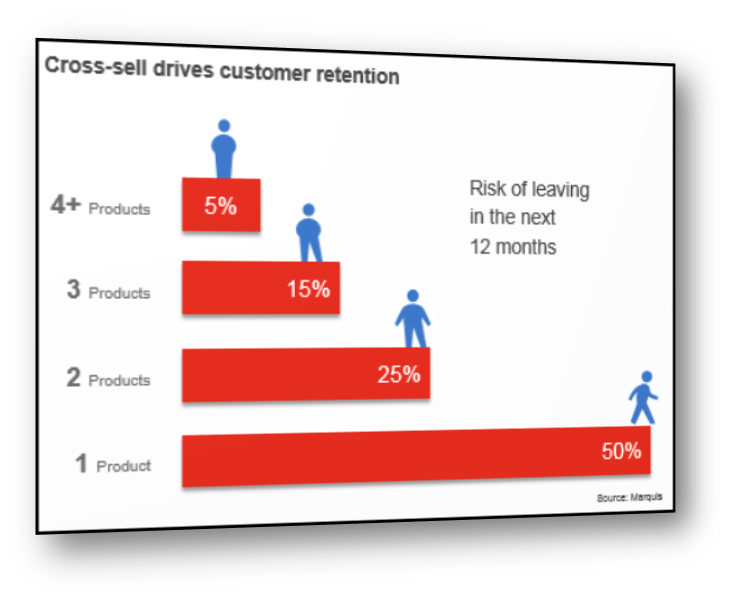 Cross-sell drives customer retention
4+ Products
5%
Risk of leaving
in the next
12 months
3 Products
15%
2 Products
25%
1 Product
50%
Source: Marquis